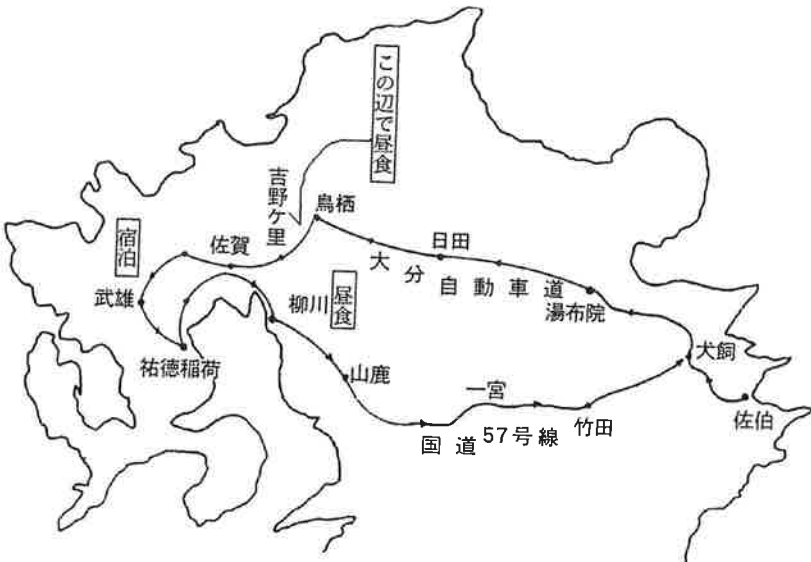 この辺で昼食
吉野ケ里
鳥栖
日田
大分自動車道
湯布院
宿泊
佐賀
武雄
祐徳稲荷
柳川
昼食
山鹿
一宮
犬飼
佐伯
竹田
国道57号線